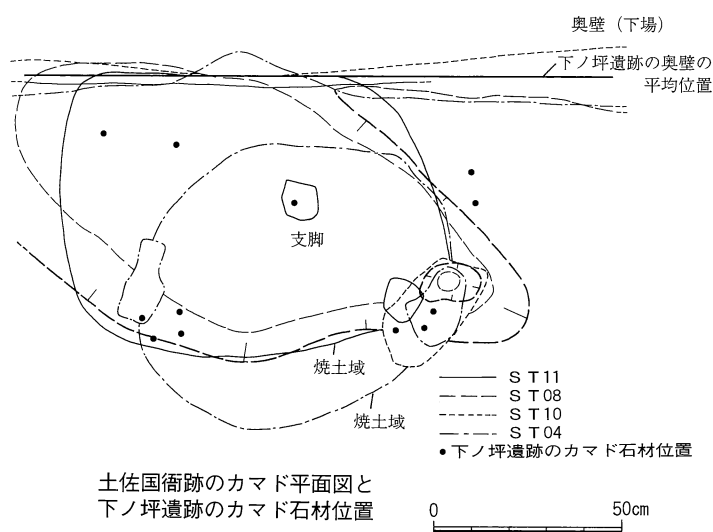 奥壁（下場）
下ノ坪遺跡の奥壁の
平均位置
支脚
焼土域
焼土域
ＳＴ11
ＳＴ08
ＳＴ10
ＳＴ04
●下ノ坪遺跡のカマド石材位置
土佐国衙跡のカマド平面図と
下ノ坪遺跡のカマド石材位置
0 50cm